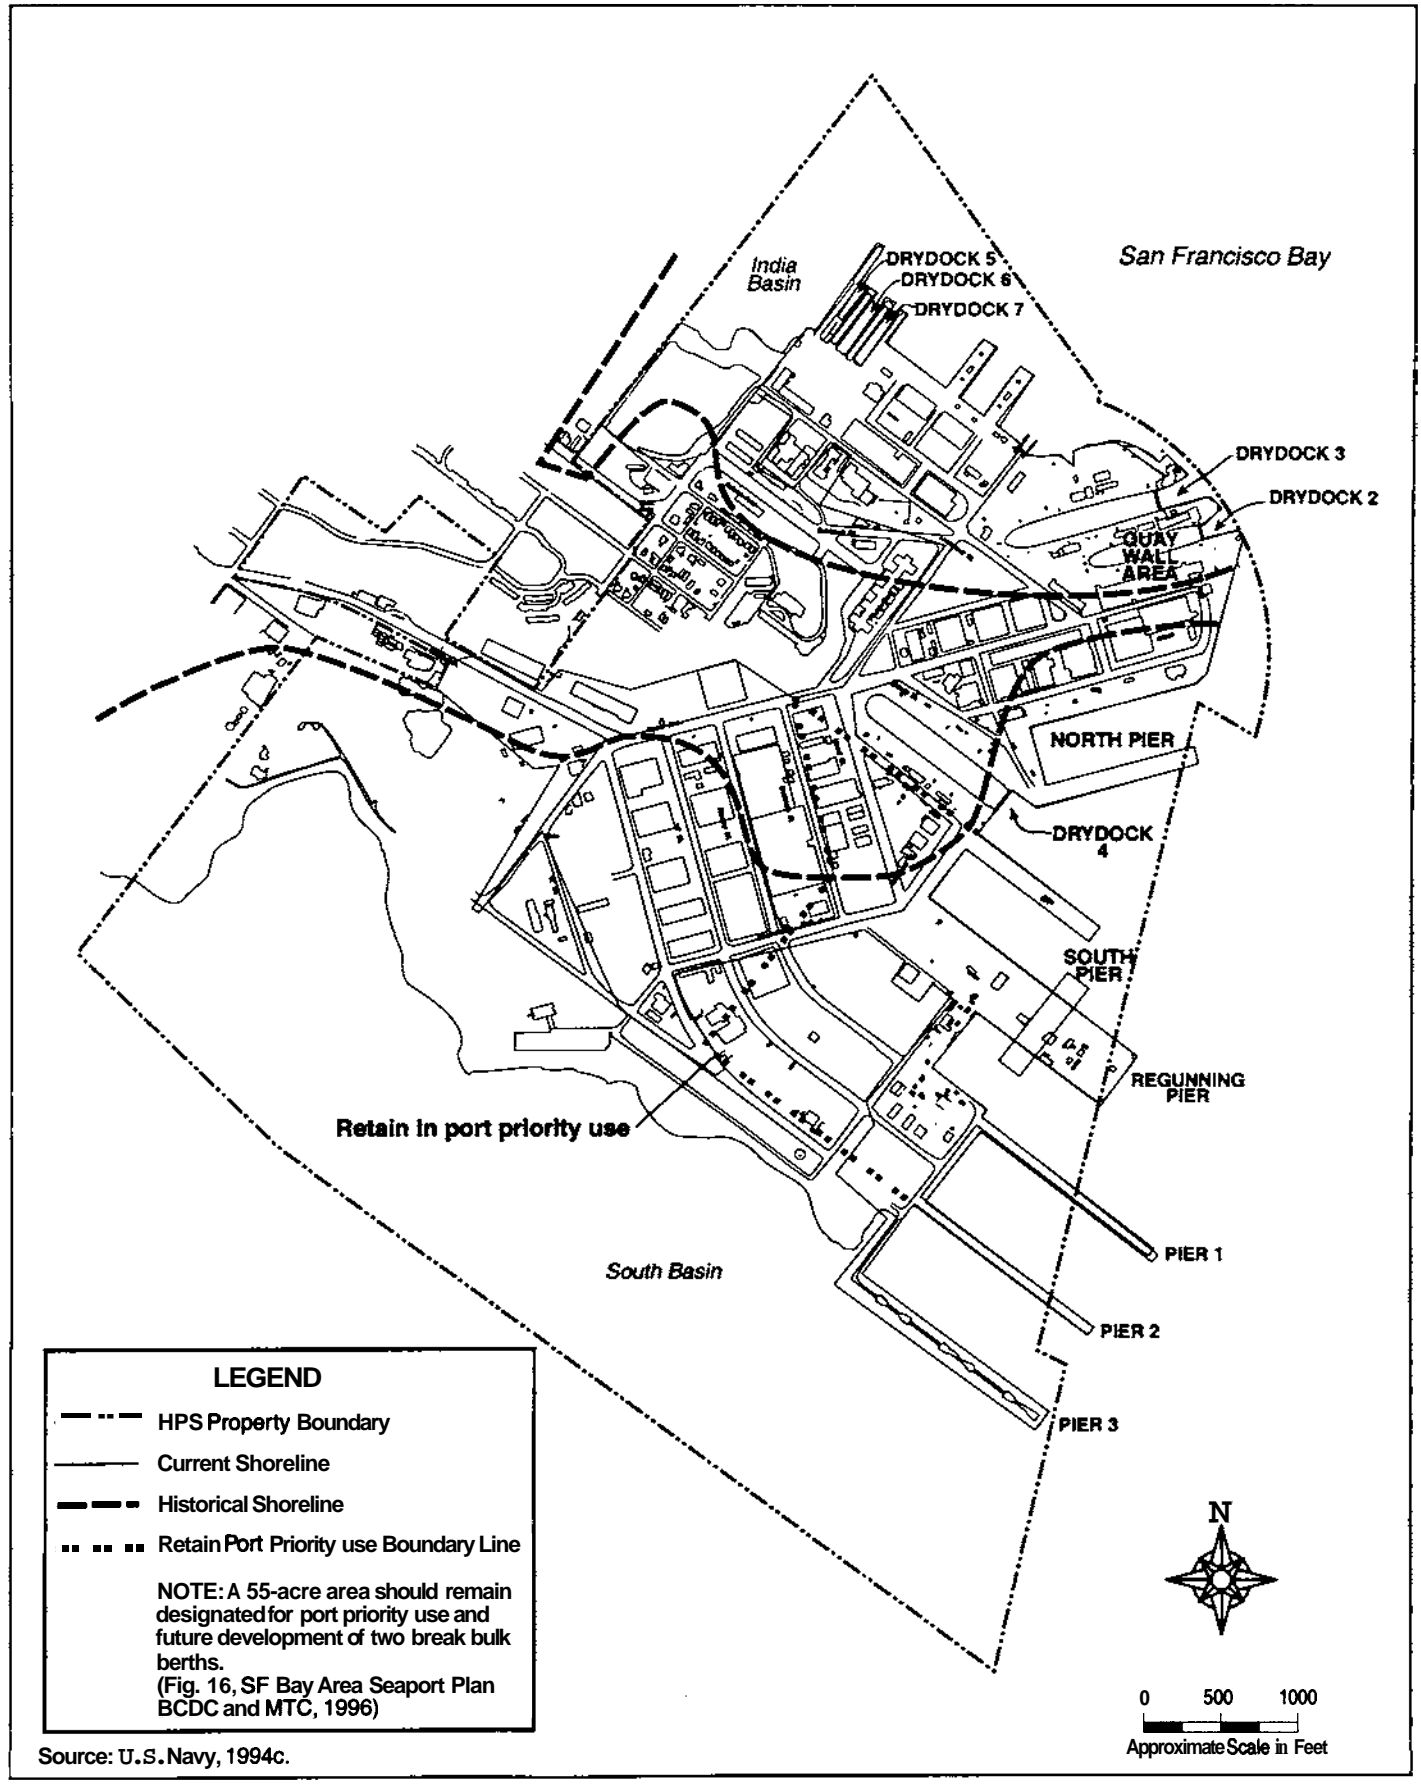 San Francisco Bay
India
Basin
DRYDOCK 5
DRYDOCK 6
DRYDOCK 7
DRYDOCK 3
DRYDOCK 2
QUAY
WALL
AREA
NORTH PIER
DRYDOCK
4
SOUTH
PIER
REGUNNING
PIER
Retain in port priority use
PIER 1
South Basin
PIER 2
PIER 3
LEGEND
HPS Property Boundary
Current Shoreline
Historical Shoreline
Retain Port Priority use Boundary Line
NOTE: A 55-acre area should remain
designated for port priority use and
future development of two break bulk
berths.
(Fig. 16, SF Bay Area Seaport Plan
BCDC and MTC, 1996)
N
0 500 1000
Approximate Scale in Feet
Source: U.S. Navy, 1994c.